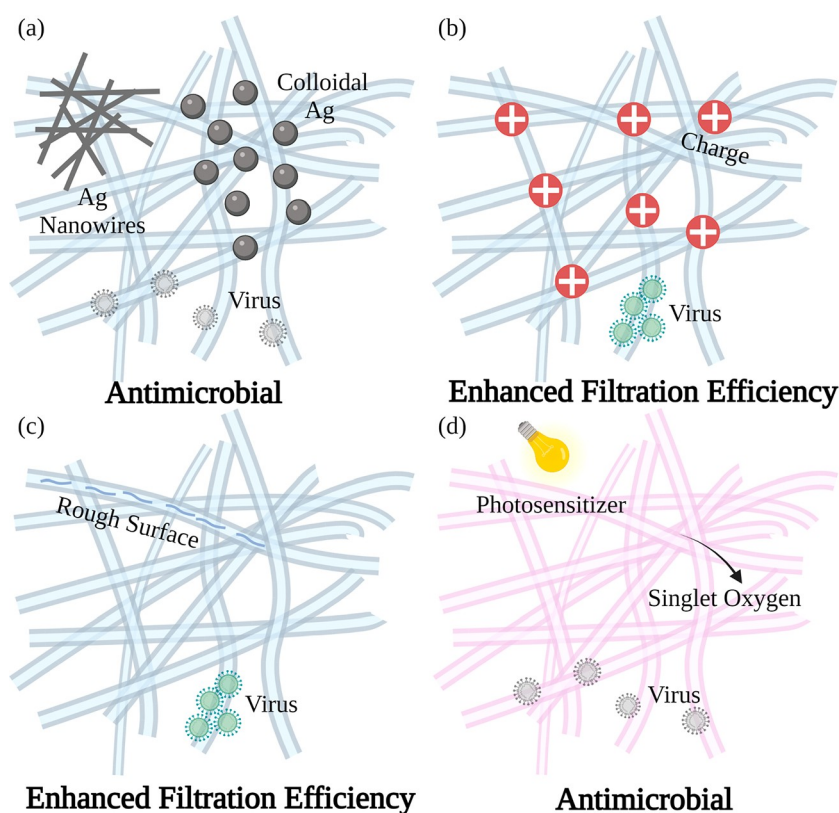 (a)
Colloidal
Ag
Ag
Nanowires
Virus
Antimicrobial
(b)
Charge
Virus
Enhanced Filtration Efficiency
(c)
Rough Surface
Virus
Enhanced Filtration Efficiency
(d)
Photosensitizer
Singlet Oxygen
Virus
Antimicrobial